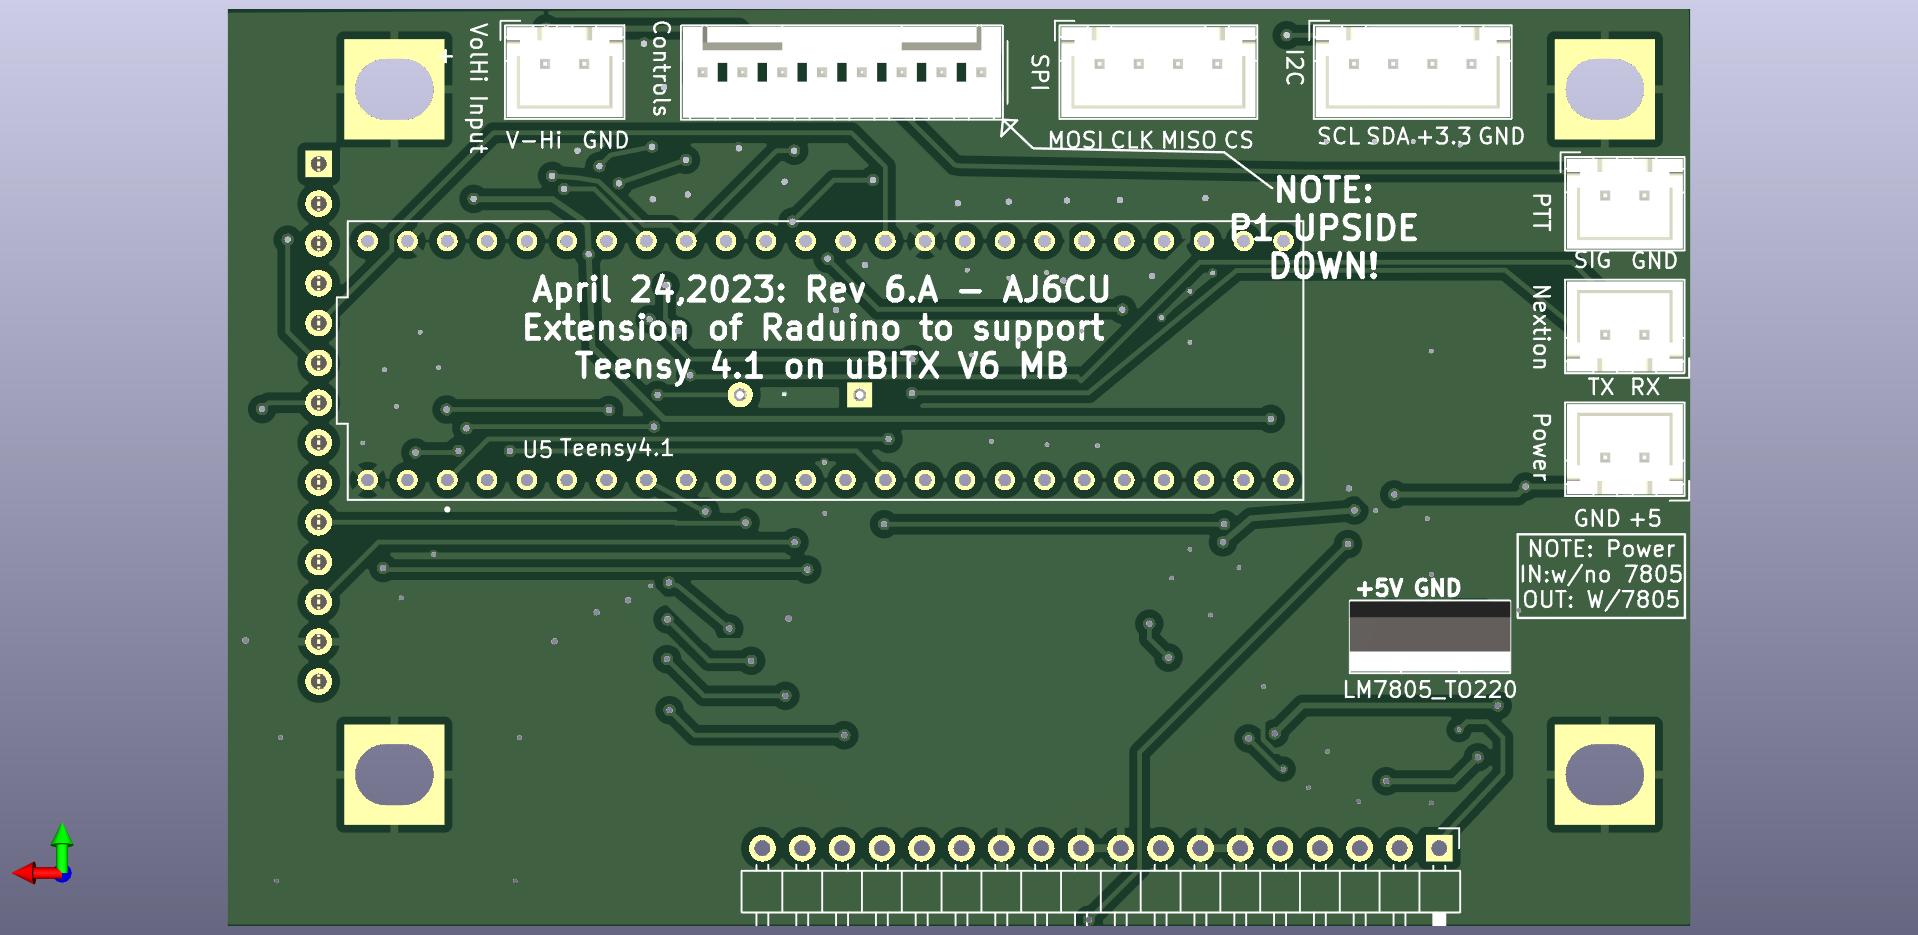 VolHi Input
+
V-Hi GND
Controls
SPI
MOSI CLK MISO CS
I2C
SCL SDA +3.3 GND
NOTE:
P1 UPSIDE
DOWN!
PTT
SIG GND
Nextion
TX RX
Power
GND +5
NOTE: Power
IN:w/no 7805
OUT: W/7805
+5V GND
LM7805_TO220
April 24,2023: Rev 6.A - AJ6CU
Extension of Raduino to support
Teensy 4.1 on uBITX V6 MB
U5 Teensy4.1